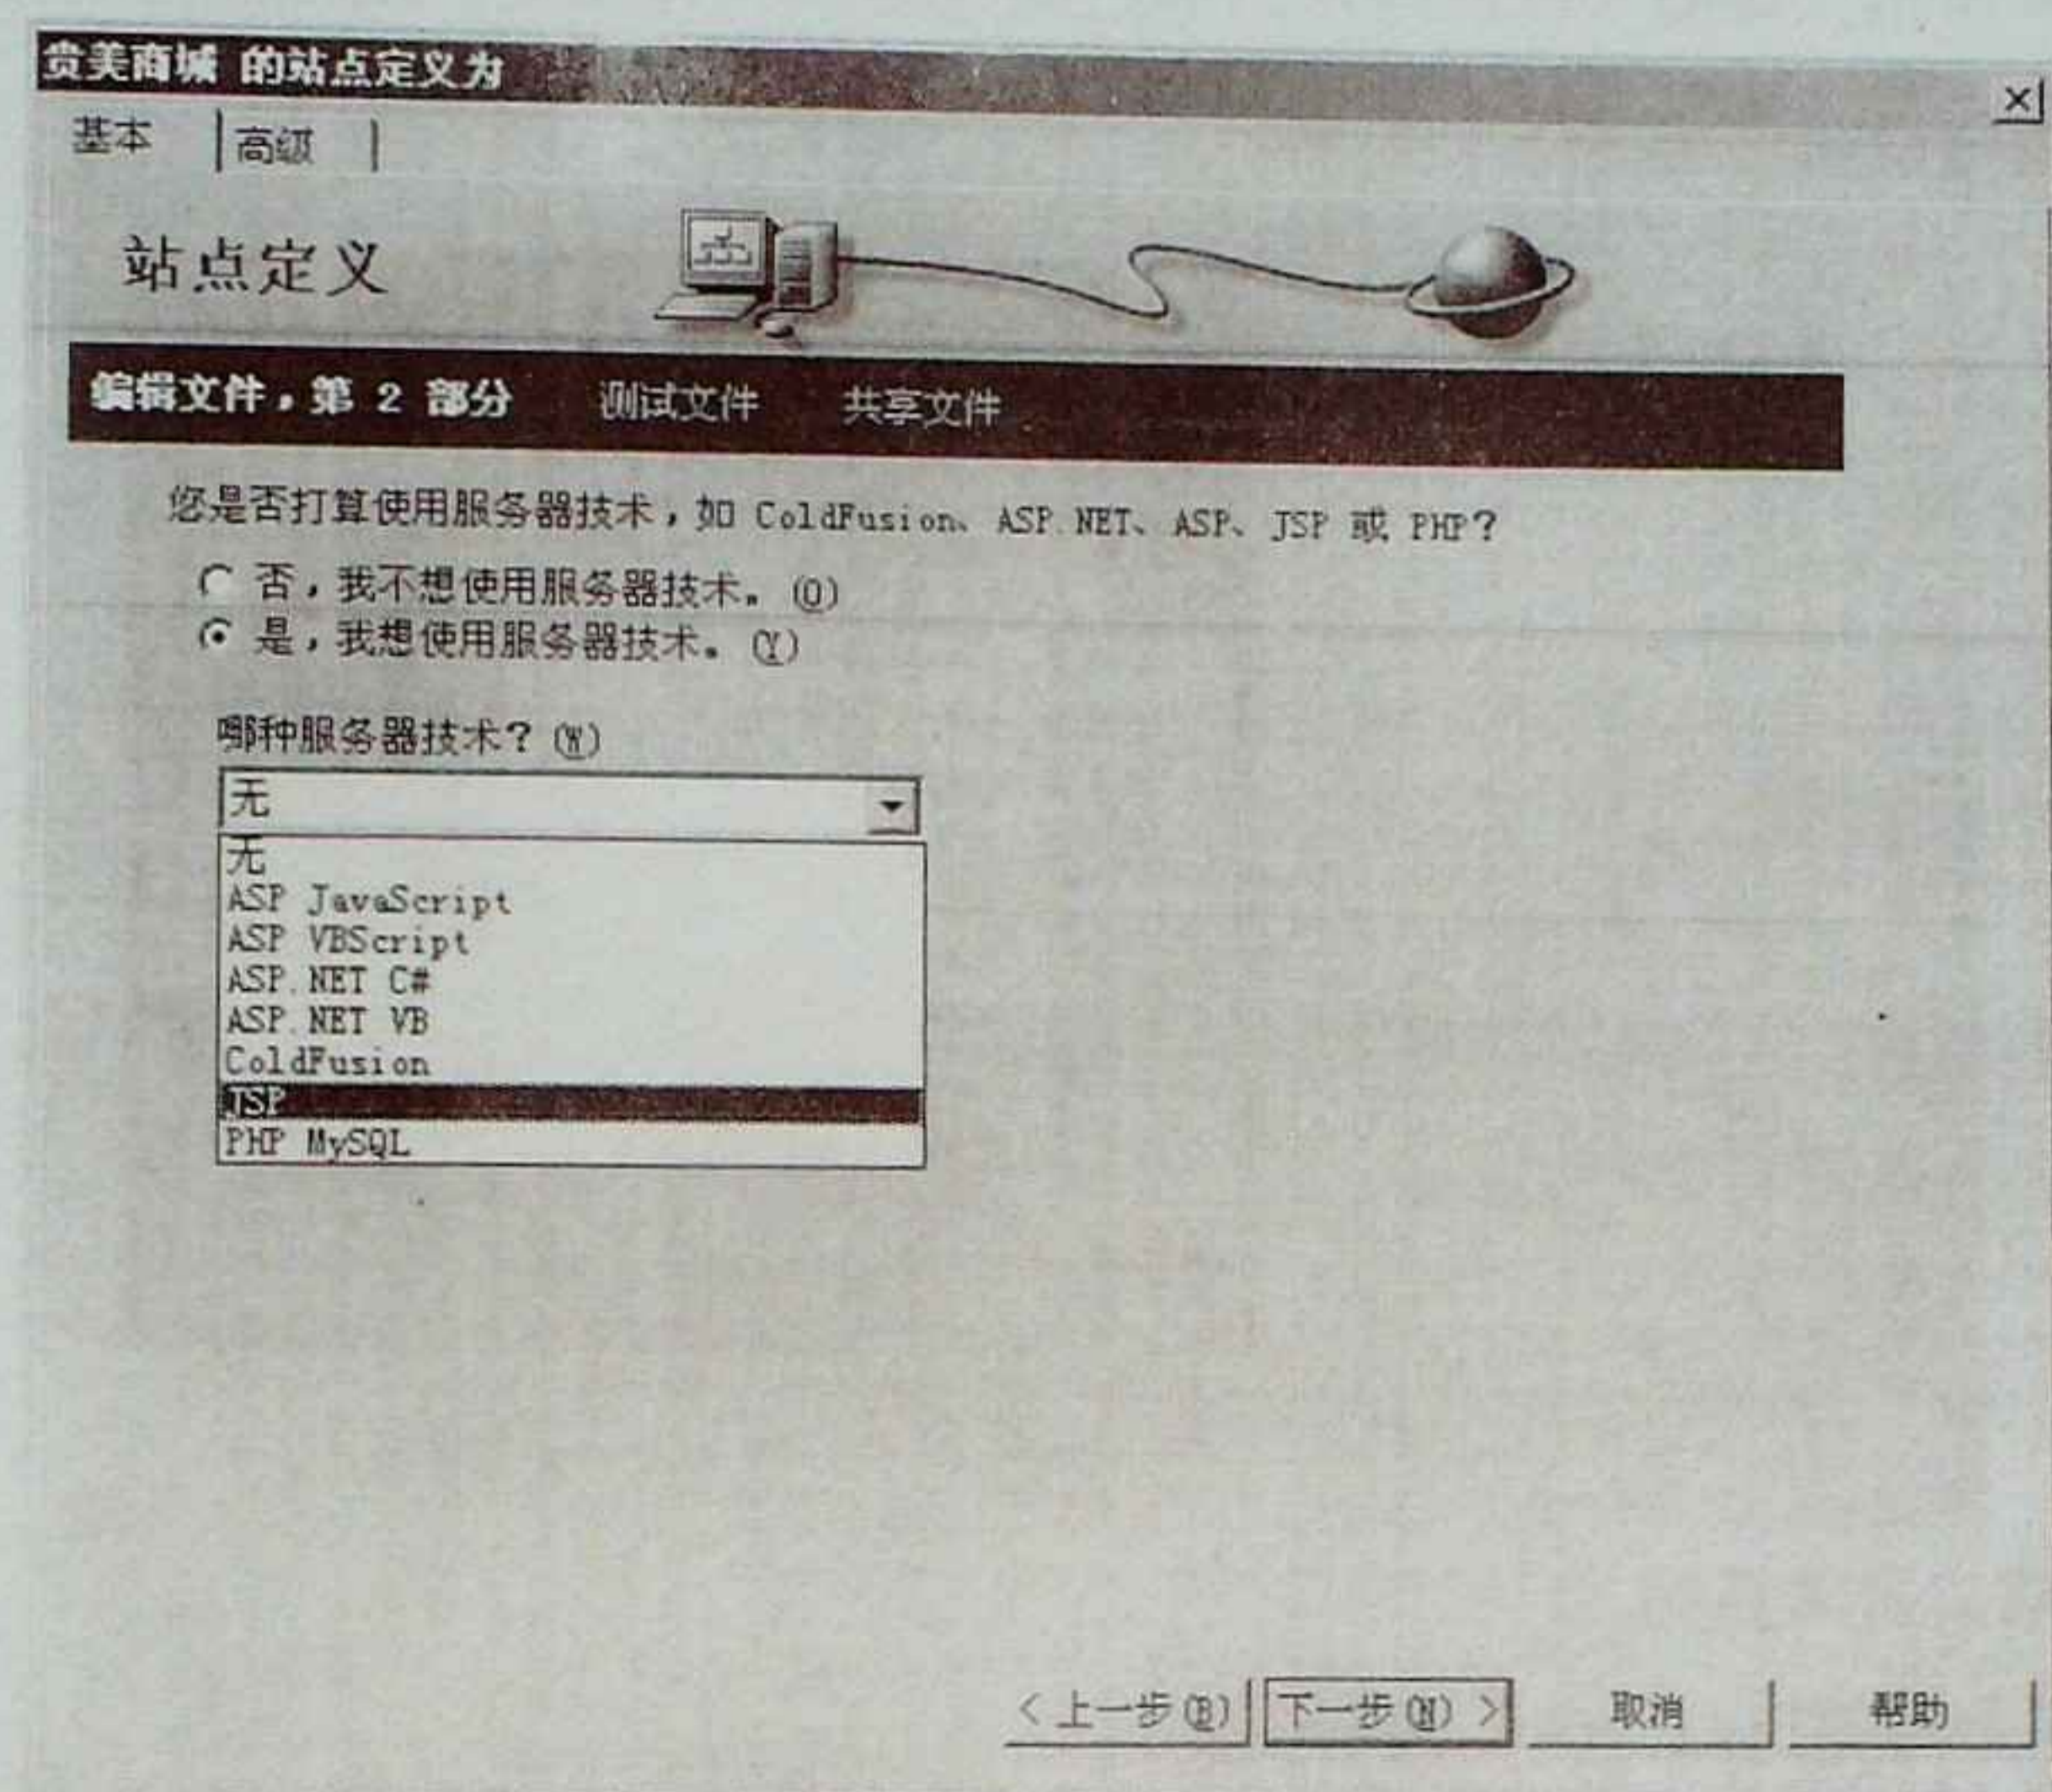 贵美商城 的站点定义为
基本 高级
站点定义
编辑文件，第 2 部分 测试文件 共享文件
您是否打算使用服务器技术，如 ColdFusion、ASP.NET、ASP、JSP 或 PHP？
否，我不想使用服务器技术。(O)
是，我想使用服务器技术。(Y)
哪种服务器技术？(W)
无
无
ASP JavaScript
ASP VBScript
ASP.NET C#
ASP.NET VB
ColdFusion
JSP
PHP MySQL
< 上一步(B) 下一步(N) > 取消 帮助